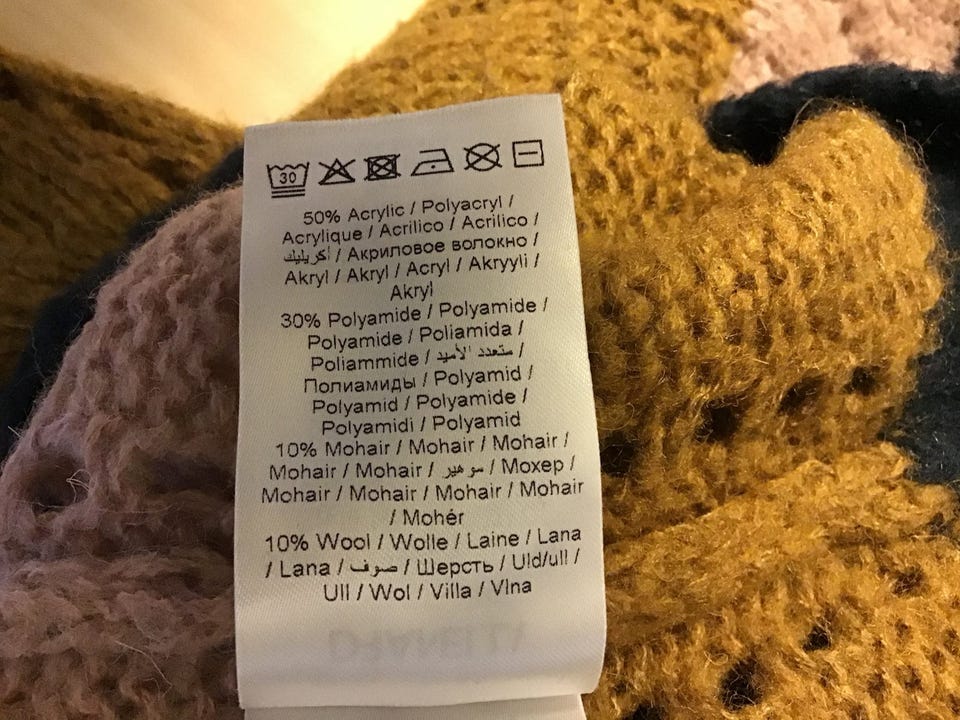 30
50% Acrylic / Polyacryl /
Acrylique / Acrilico / Acrilico /
أكريليك / Акриловое волокно /
Akryl / Akryl / Acryl / Akryyli /
Akryl
30% Polyamide / Polyamide /
Polyamide / Poliamida /
Poliammide / متعدد الأميد /
Полиамиды / Polyamid /
Polyamid / Polyamide /
Polyamidi / Polyamid
10% Mohair / Mohair / Mohair /
Mohair / Mohair / موهير / Мохер /
Mohair / Mohair / Mohair / Mohair
/ Mohér
10% Wool / Wolle / Laine / Lana
/ Lana / صوف / Шерсть / Uld/ull /
Ull / Wol / Villa / Vlna